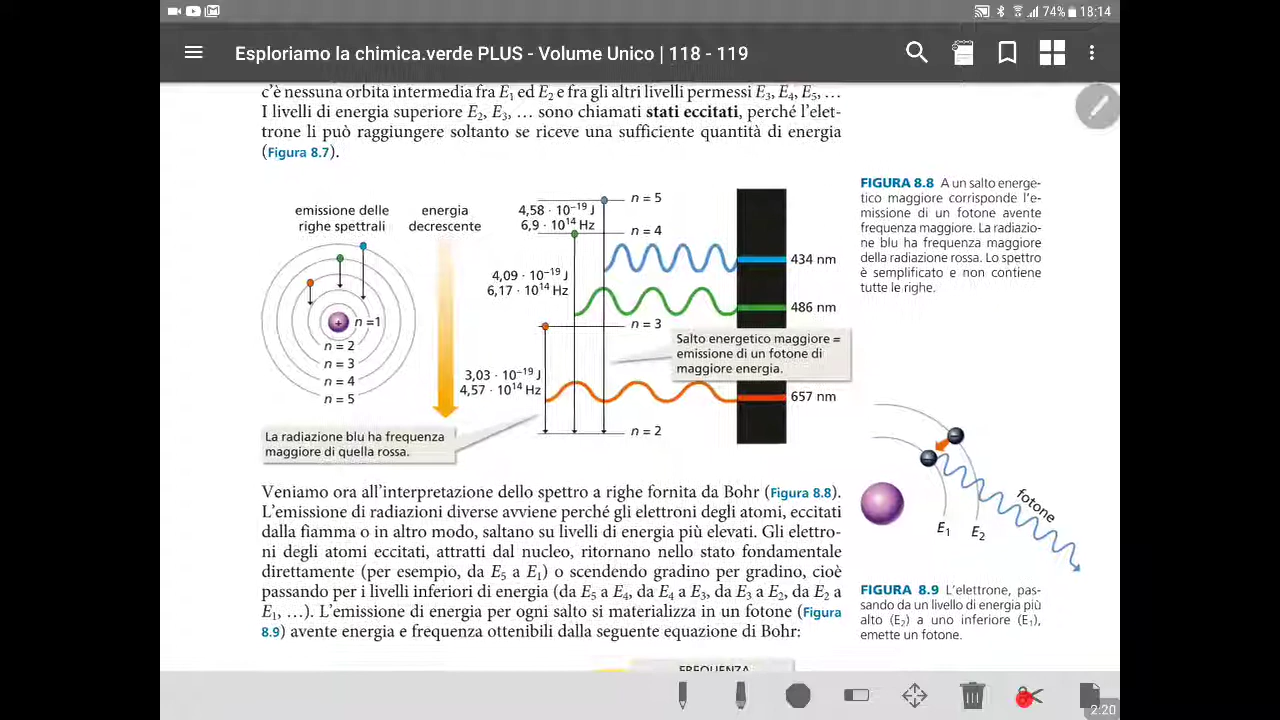 74% 18:14
Esploriamo la chimica.verde PLUS - Volume Unico | 118 - 119
c'è nessuna orbita intermedia fra E1 ed E2 e fra gli altri livelli permessi E3, E4, E5, …
I livelli di energia superiore E2, E3, … sono chiamati stati eccitati, perché l'elet-
trone li può raggiungere soltanto se riceve una sufficiente quantità di energia
(Figura 8.7).
emissione delle
righe spettrali
energia
decrescente
n =1
n = 2
n = 3
n = 4
n = 5
4,58 · 10⁻¹⁹ J
6,9 · 10¹⁴ Hz
n = 5
n = 4
4,09 · 10⁻¹⁹ J
6,17 · 10¹⁴ Hz
n = 3
3,03 · 10⁻¹⁹ J
4,57 · 10¹⁴ Hz
n = 2
434 nm
486 nm
657 nm
Salto energetico maggiore =
emissione di un fotone di
maggiore energia.
La radiazione blu ha frequenza
maggiore di quella rossa.
FIGURA 8.8 A un salto energe-
tico maggiore corrisponde l'e-
missione di un fotone avente
frequenza maggiore. La radiazio-
ne blu ha frequenza maggiore
della radiazione rossa. Lo spettro
è semplificato e non contiene
tutte le righe.
Veniamo ora all'interpretazione dello spettro a righe fornita da Bohr (Figura 8.8).
L'emissione di radiazioni diverse avviene perché gli elettroni degli atomi, eccitati
dalla fiamma o in altro modo, saltano su livelli di energia più elevati. Gli elettro-
ni degli atomi eccitati, attratti dal nucleo, ritornano nello stato fondamentale
direttamente (per esempio, da E5 a E1) o scendendo gradino per gradino, cioè
passando per i livelli inferiori di energia (da E5 a E4, da E4 a E3, da E3 a E2, da E2 a
E1, …). L'emissione di energia per ogni salto si materializza in un fotone (Figura
8.9) avente energia e frequenza ottenibili dalla seguente equazione di Bohr:
fotone
E1
E2
FIGURA 8.9 L'elettrone, pas-
sando da un livello di energia più
alto (E2) a uno inferiore (E1),
emette un fotone.
FREQUENZA
2:20